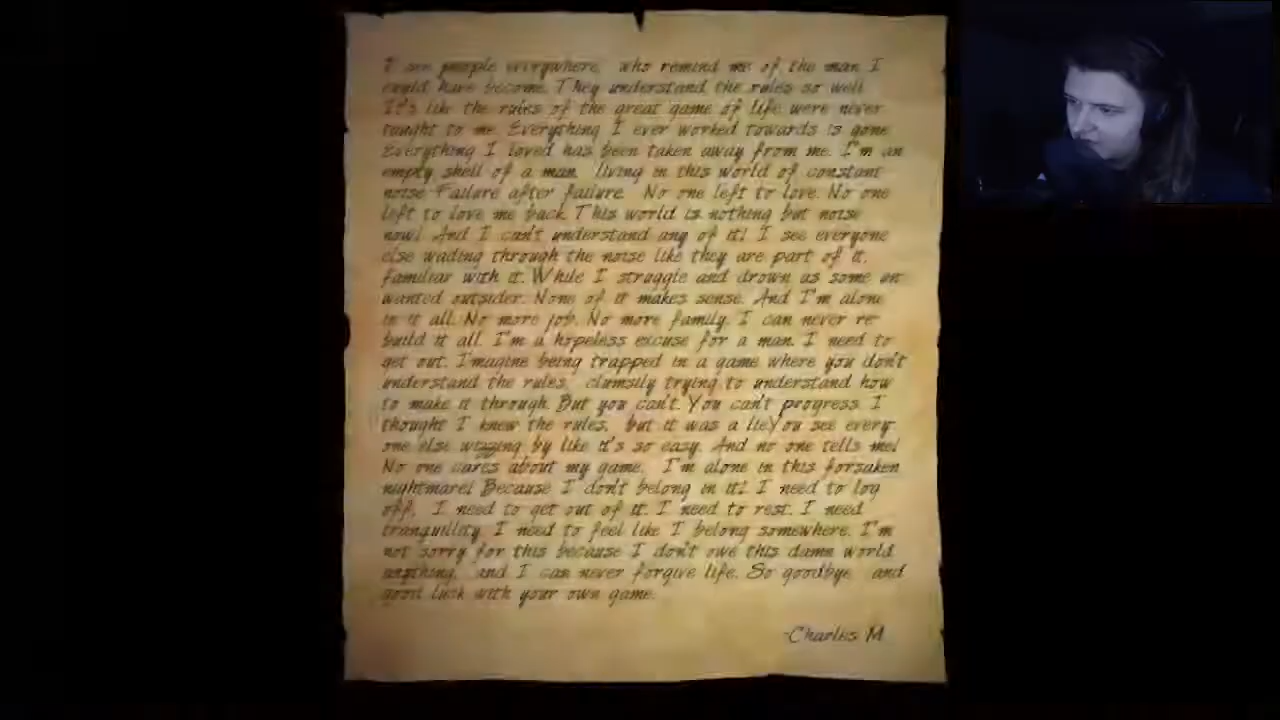 I see people everywhere, who remind me of the man I
could have become. They understand the rules so well
It's like the rules of the great game of life were never
taught to me. Everything I ever worked towards is gone
Everything I loved has been taken away from me. I'm an
empty shell of a man living in this world of constant
noise Failure after failure. No one left to love. No one
left to love me back. This world is nothing but noise
now! And I can't understand any of it! I see everyone
else wading through the noise like they are part of it,
familiar with it. While I struggle and drown as some un
wanted outsider. None of it makes sense. And I'm alone
in it all. No more job. No more family. I can never re
build it all. I'm a hopeless excuse for a man. I need to
get out. Imagine being trapped in a game where you don't
understand the rules, clumsily trying to understand how
to make it through. But you can't. You can't progress. I
thought I knew the rules, but it was a lie.You see every
one else wizzing by like it's so easy. And no one tells me!
No one cares about my game. I'm alone in this forsaken
nightmare! Because I don't belong in it! I need to log
off, I need to get out of it. I need to rest. I need
tranquility. I need to feel like I belong somewhere. I'm
not sorry for this because I don't owe this damn world
anything, and I can never forgive life. So goodbye and
good luck with your own game.
-Charles M